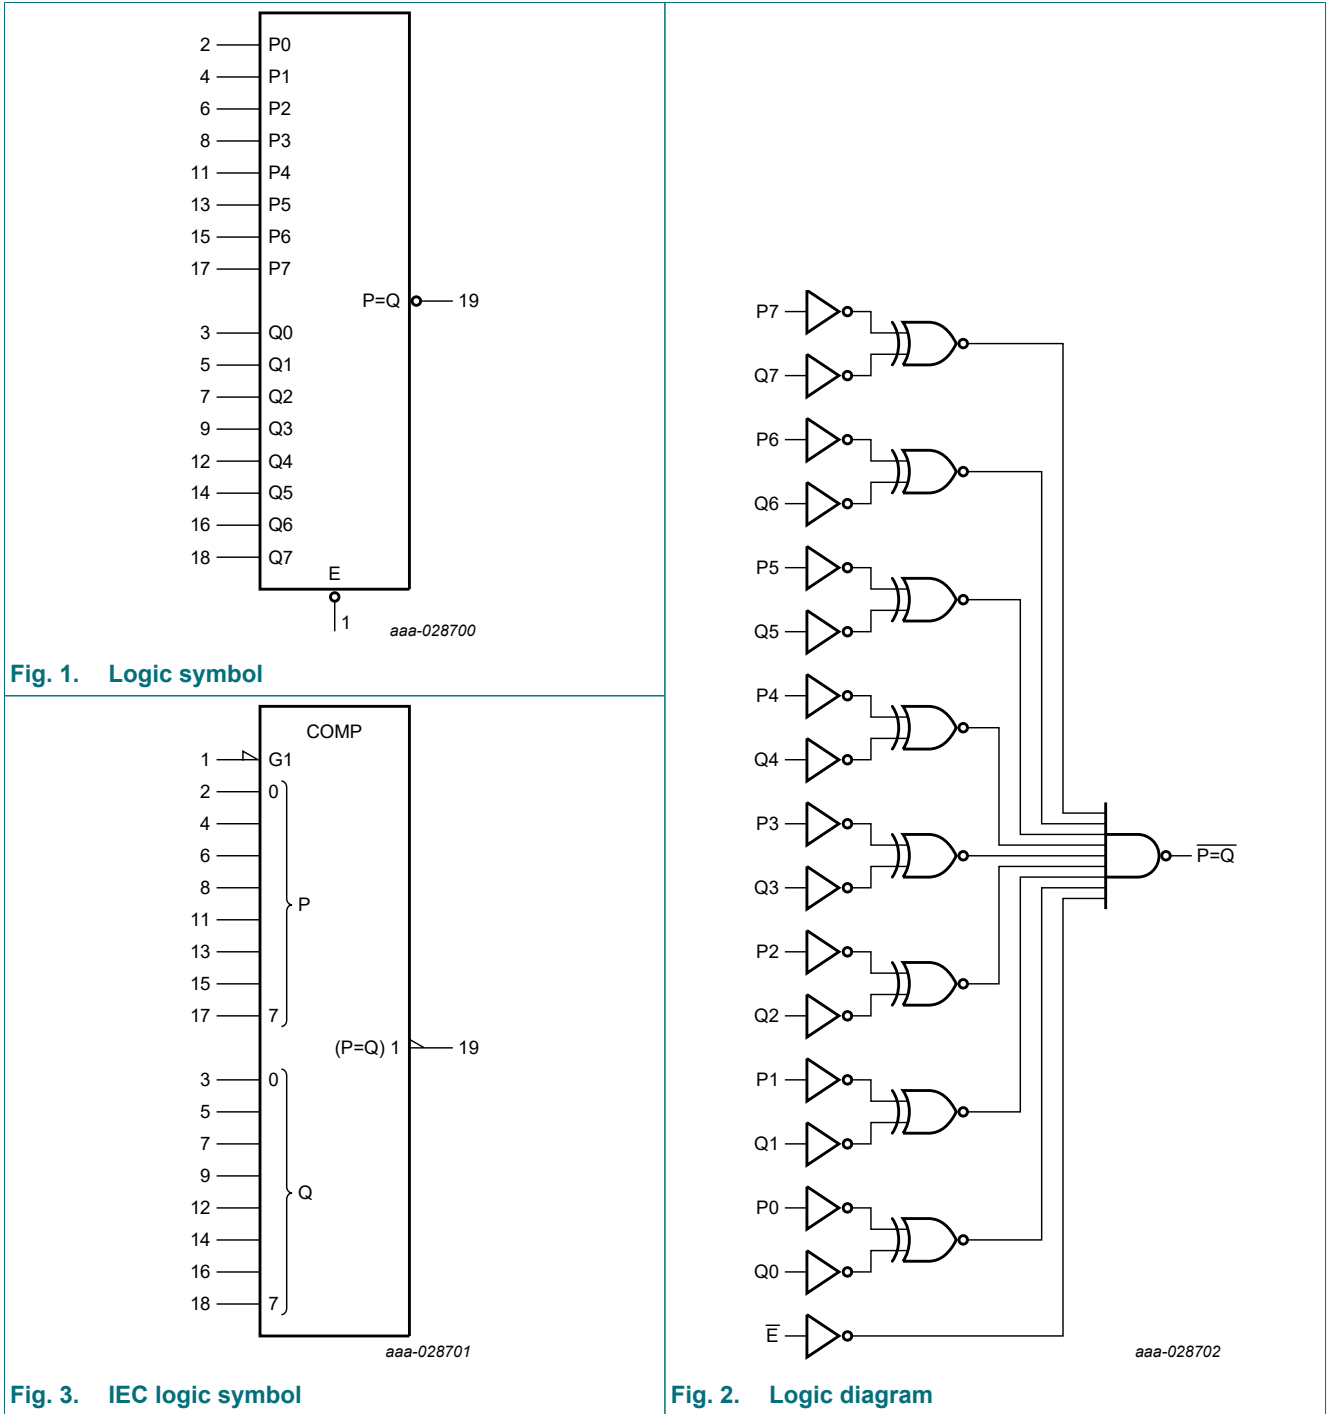 2 P0
4 P1
6 P2
8 P3
11 P4
13 P5
15 P6
17 P7
P=Q 19
3 Q0
5 Q1
7 Q2
9 Q3
12 Q4
14 Q5
16 Q6
18 Q7
E
1
aaa-028700
Fig. 1. Logic symbol
COMP
1 G1
2 0
4
6
8
11
13
15
17 7
P
(P=Q) 1 19
3 0
5
7
9
12
14
16
18 7
Q
aaa-028701
Fig. 3. IEC logic symbol
P7
Q7
P6
Q6
P5
Q5
P4
Q4
P3
Q3
P2
Q2
P1
Q1
P0
Q0
E̅
P̅=̅Q̅
aaa-028702
Fig. 2. Logic diagram